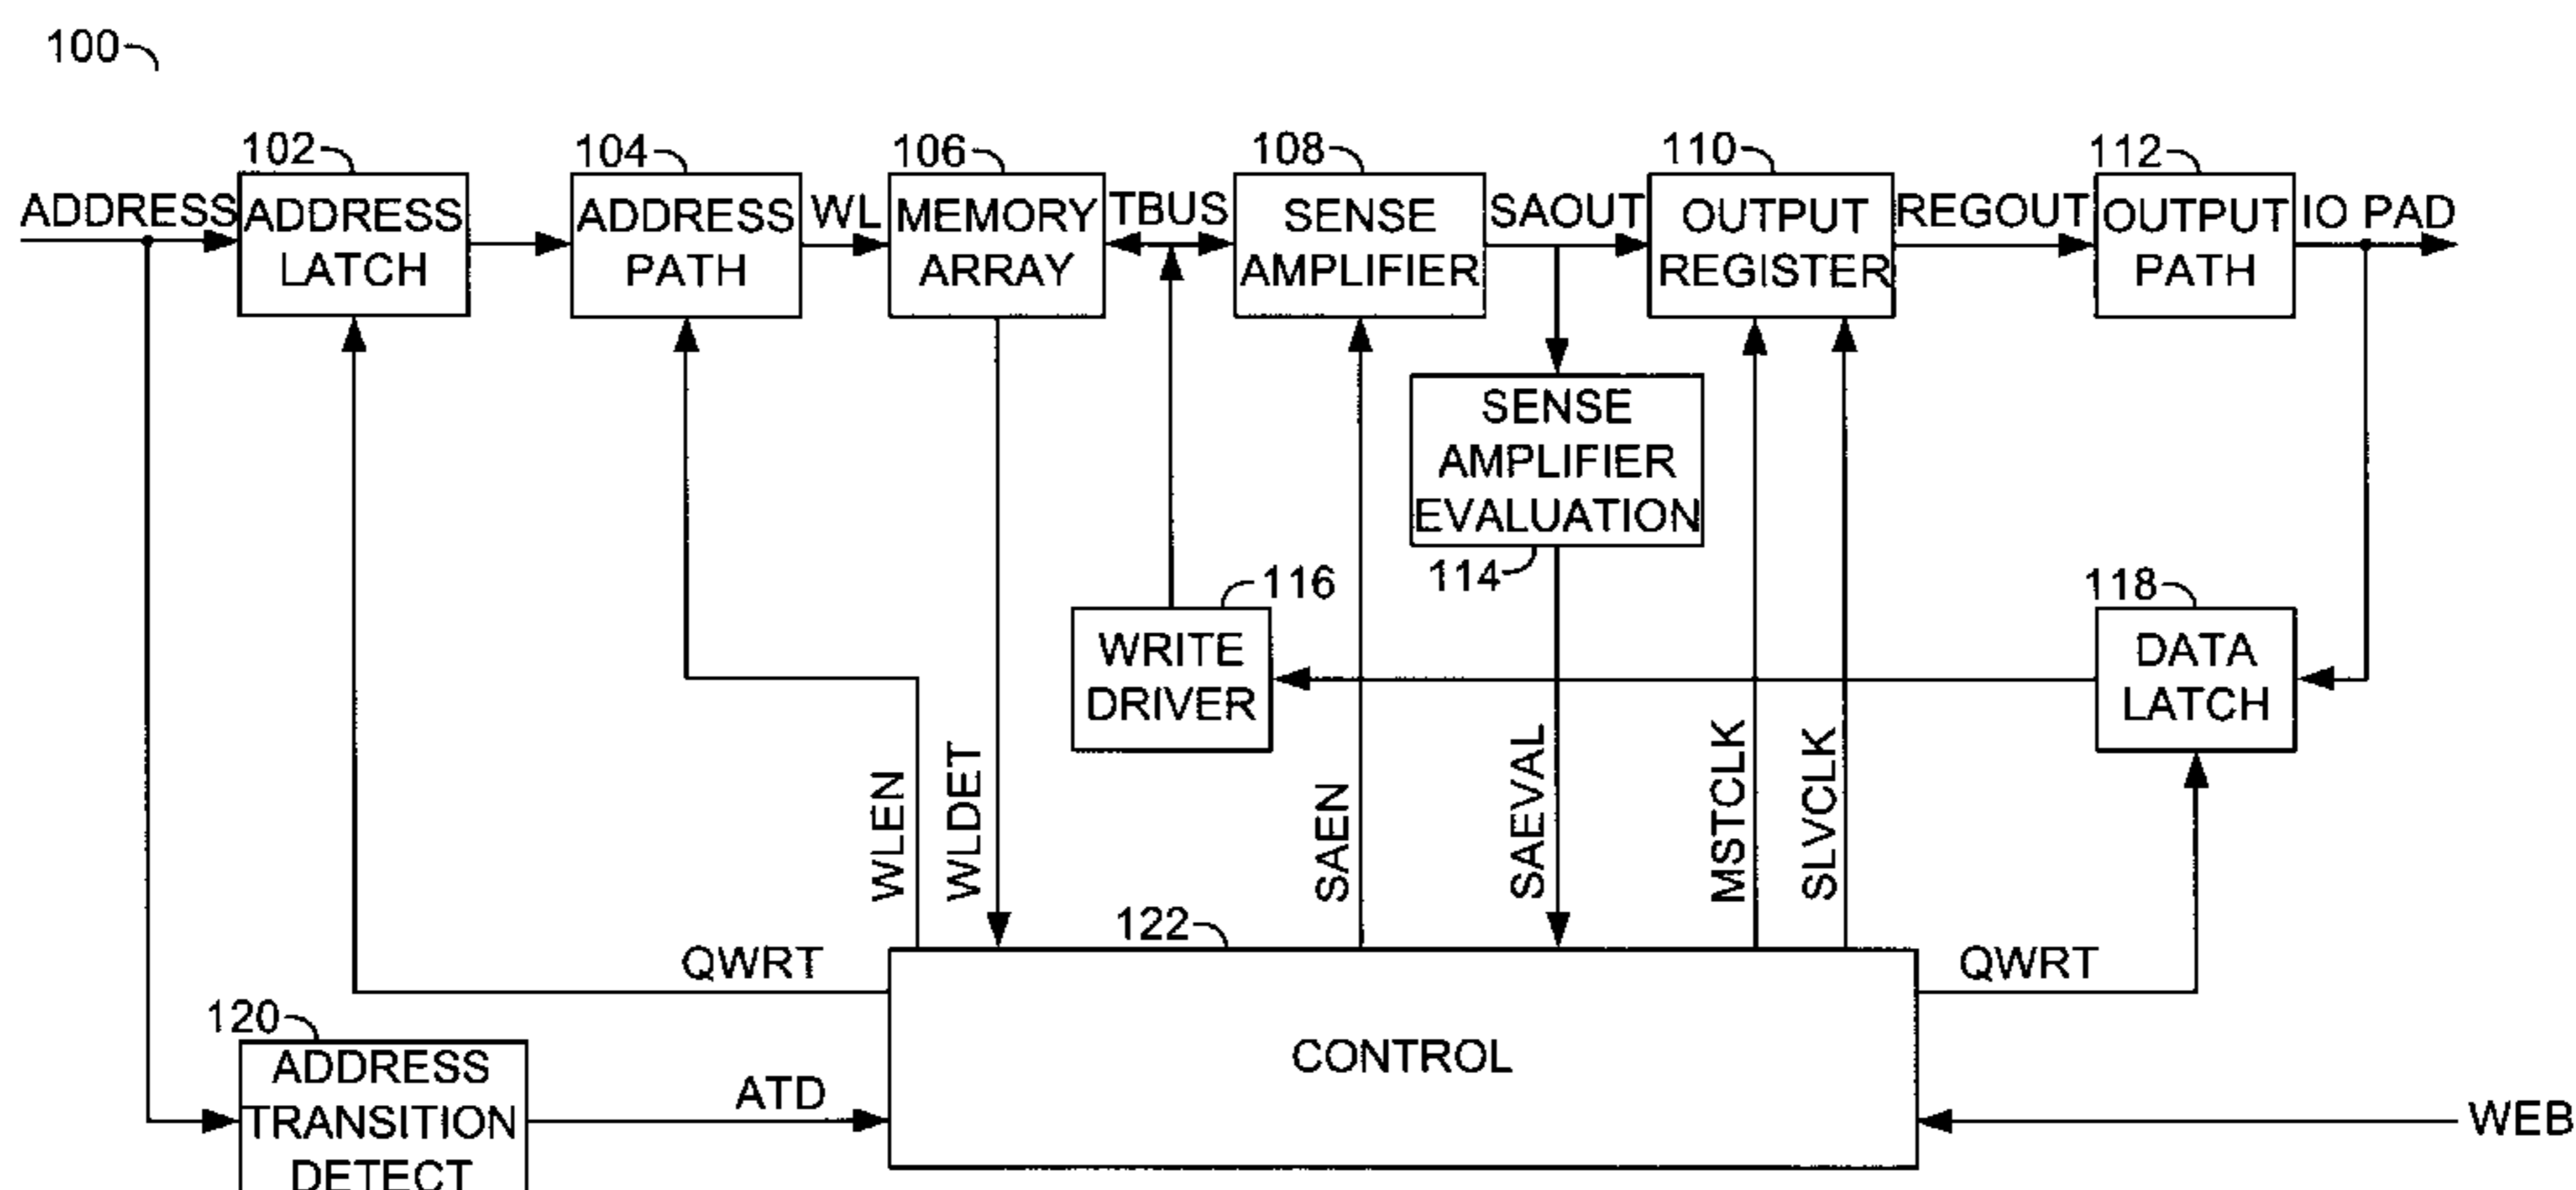 100
102
104
106
108
110
112
ADDRESS
ADDRESS
LATCH
ADDRESS
PATH
WL
MEMORY
ARRAY
TBUS
SENSE
AMPLIFIER
SAOUT
OUTPUT
REGISTER
REGOUT
OUTPUT
PATH
IO PAD
SENSE
AMPLIFIER
EVALUATION
114
116
WRITE
DRIVER
118
DATA
LATCH
WLEN
WLDET
SAEN
SAEVAL
MSTCLK
SLVCLK
122
QWRT
QWRT
120
ADDRESS
TRANSITION
DETECT
ATD
CONTROL
WEB